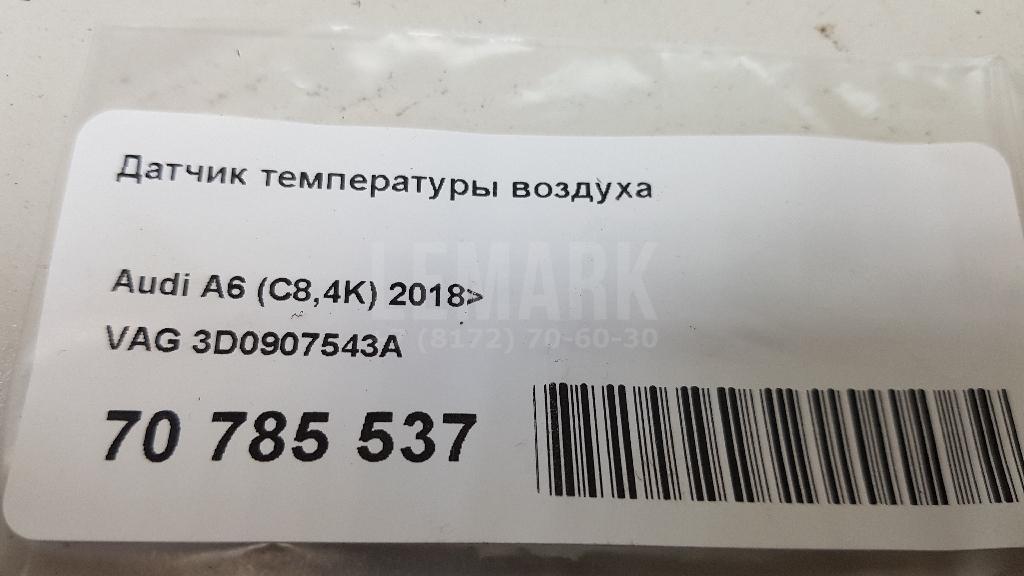 Датчик температуры воздуха
LEMARK
Audi A6 (C8,4K) 2018>
(8172) 70-60-30
VAG 3D0907543A
70 785 537